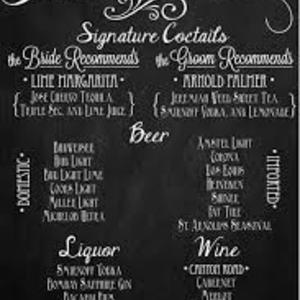 Signature Coctails
the Bride Recommends
• LIME MARGARITA •
{ JOSE CUERVO TEQUILA,
TRIPLE SEC, AND LIME JUICE }
the Groom Recommends
• ARNOLD PALMER •
{ JEREMIAH WEED SWEET TEA,
SMIRNOFF VODKA, AND LEMONADE }
Beer
• DOMESTIC •
BUDWEISER
BUD LIGHT
BUD LIGHT LIME
COORS LIGHT
MILLER LIGHT
MICHELOB ULTRA
• IMPORTED •
AMSTEL LIGHT
CORONA
DOS EQUIS
HEINEKEN
SHINER
FAT TIRE
ST. ARNOLDS SEASONAL
Liquor
SMIRNOFF VODKA
BOMBAY SAPPHIRE GIN
BACARDI RUM
Wine
• CANYON ROAD •
CABERNET
MERLOT